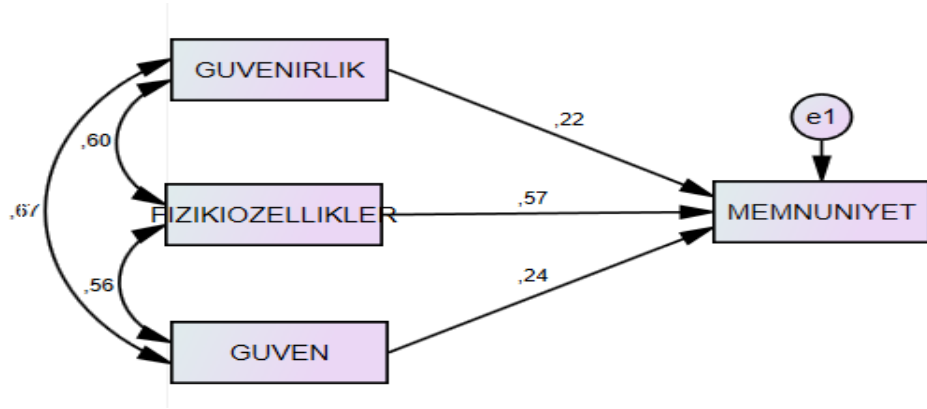 GUVENIRLIK
,22
e1
,60
,67
FIZIKIOZELLIKLER
,57
MEMNUNIYET
,56
,24
GUVEN